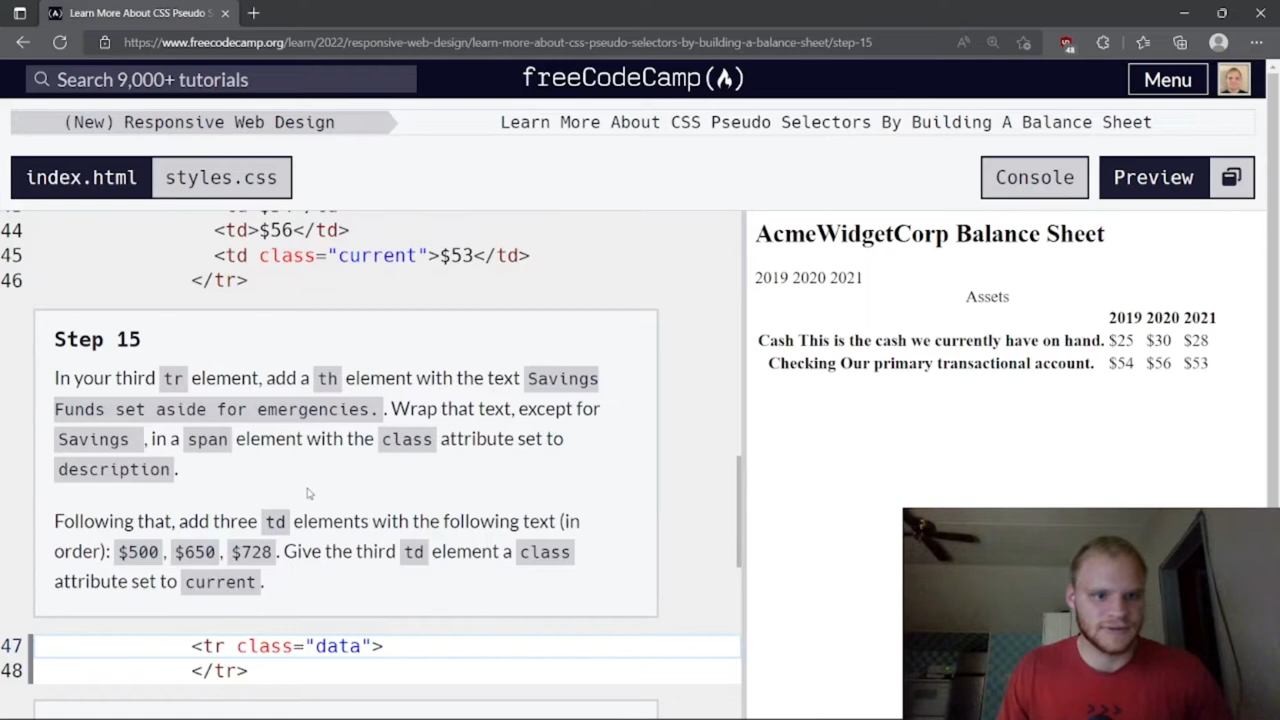 Learn More About CSS Pseudo S
https://www.freecodecamp.org/learn/2022/responsive-web-design/learn-more-about-css-pseudo-selectors-by-building-a-balance-sheet/step-15
48
Search 9,000+ tutorials
freeCodeCamp
Menu
(New) Responsive Web Design
Learn More About CSS Pseudo Selectors By Building A Balance Sheet
index.html
styles.css
Console
Preview
44 <td>$56</td>
45 <td class="current">$53</td>
46 </tr>
Step 15
In your third tr element, add a th element with the text Savings
Funds set aside for emergencies. . Wrap that text, except for
Savings , in a span element with the class attribute set to
description .
Following that, add three td elements with the following text (in
order): $500 , $650 , $728 . Give the third td element a class
attribute set to current .
47 <tr class="data">
48 </tr>
AcmeWidgetCorp Balance Sheet
2019 2020 2021
Assets
2019 2020 2021
Cash This is the cash we currently have on hand. $25 $30 $28
Checking Our primary transactional account. $54 $56 $53